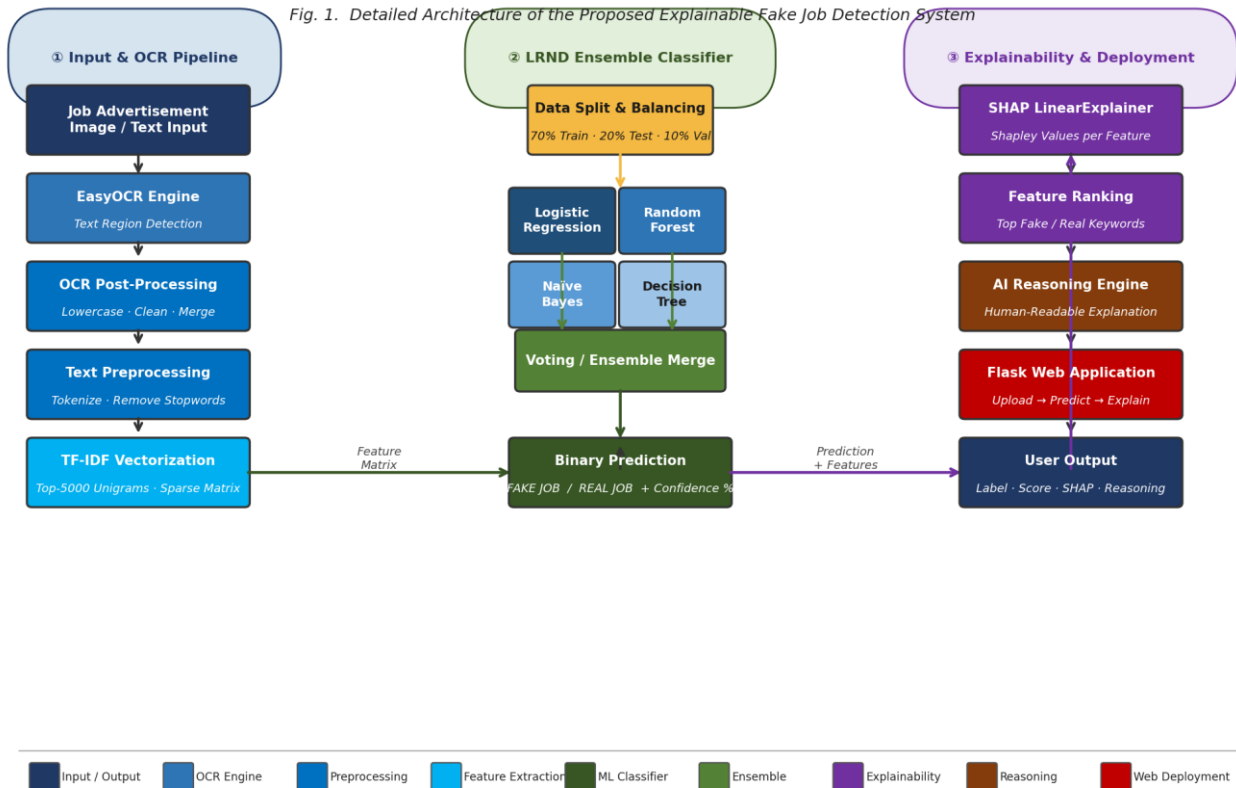 Fig. 1. Detailed Architecture of the Proposed Explainable Fake Job Detection System
① Input & OCR Pipeline
Job Advertisement
Image / Text Input
EasyOCR Engine
Text Region Detection
OCR Post-Processing
Lowercase · Clean · Merge
Text Preprocessing
Tokenize · Remove Stopwords
TF-IDF Vectorization
Top-5000 Unigrams · Sparse Matrix
Feature
Matrix
② LRND Ensemble Classifier
Data Split & Balancing
70% Train · 20% Test · 10% Val
Logistic
Regression
Random
Forest
Naïve
Bayes
Decision
Tree
Voting / Ensemble Merge
Binary Prediction
FAKE JOB / REAL JOB + Confidence %
Prediction
+ Features
③ Explainability & Deployment
SHAP LinearExplainer
Shapley Values per Feature
Feature Ranking
Top Fake / Real Keywords
AI Reasoning Engine
Human-Readable Explanation
Flask Web Application
Upload → Predict → Explain
User Output
Label · Score · SHAP · Reasoning
Input / Output
OCR Engine
Preprocessing
Feature Extraction
ML Classifier
Ensemble
Explainability
Reasoning
Web Deployment